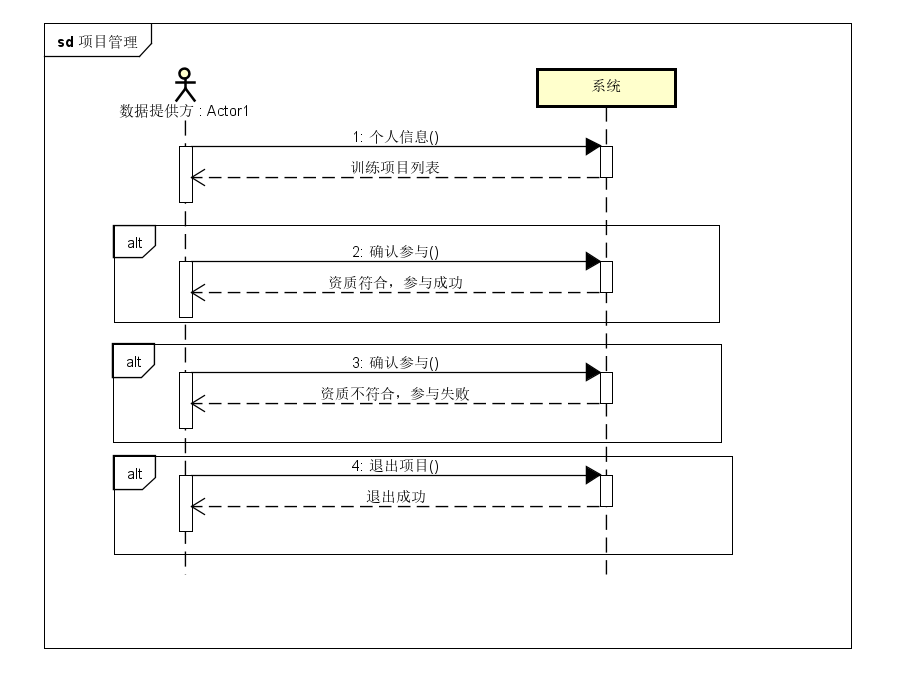 sd 项目管理
数据提供方 : Actor1
系统
1: 个人信息()
训练项目列表
alt
2: 确认参与()
资质符合，参与成功
alt
3: 确认参与()
资质不符合，参与失败
alt
4: 退出项目()
退出成功